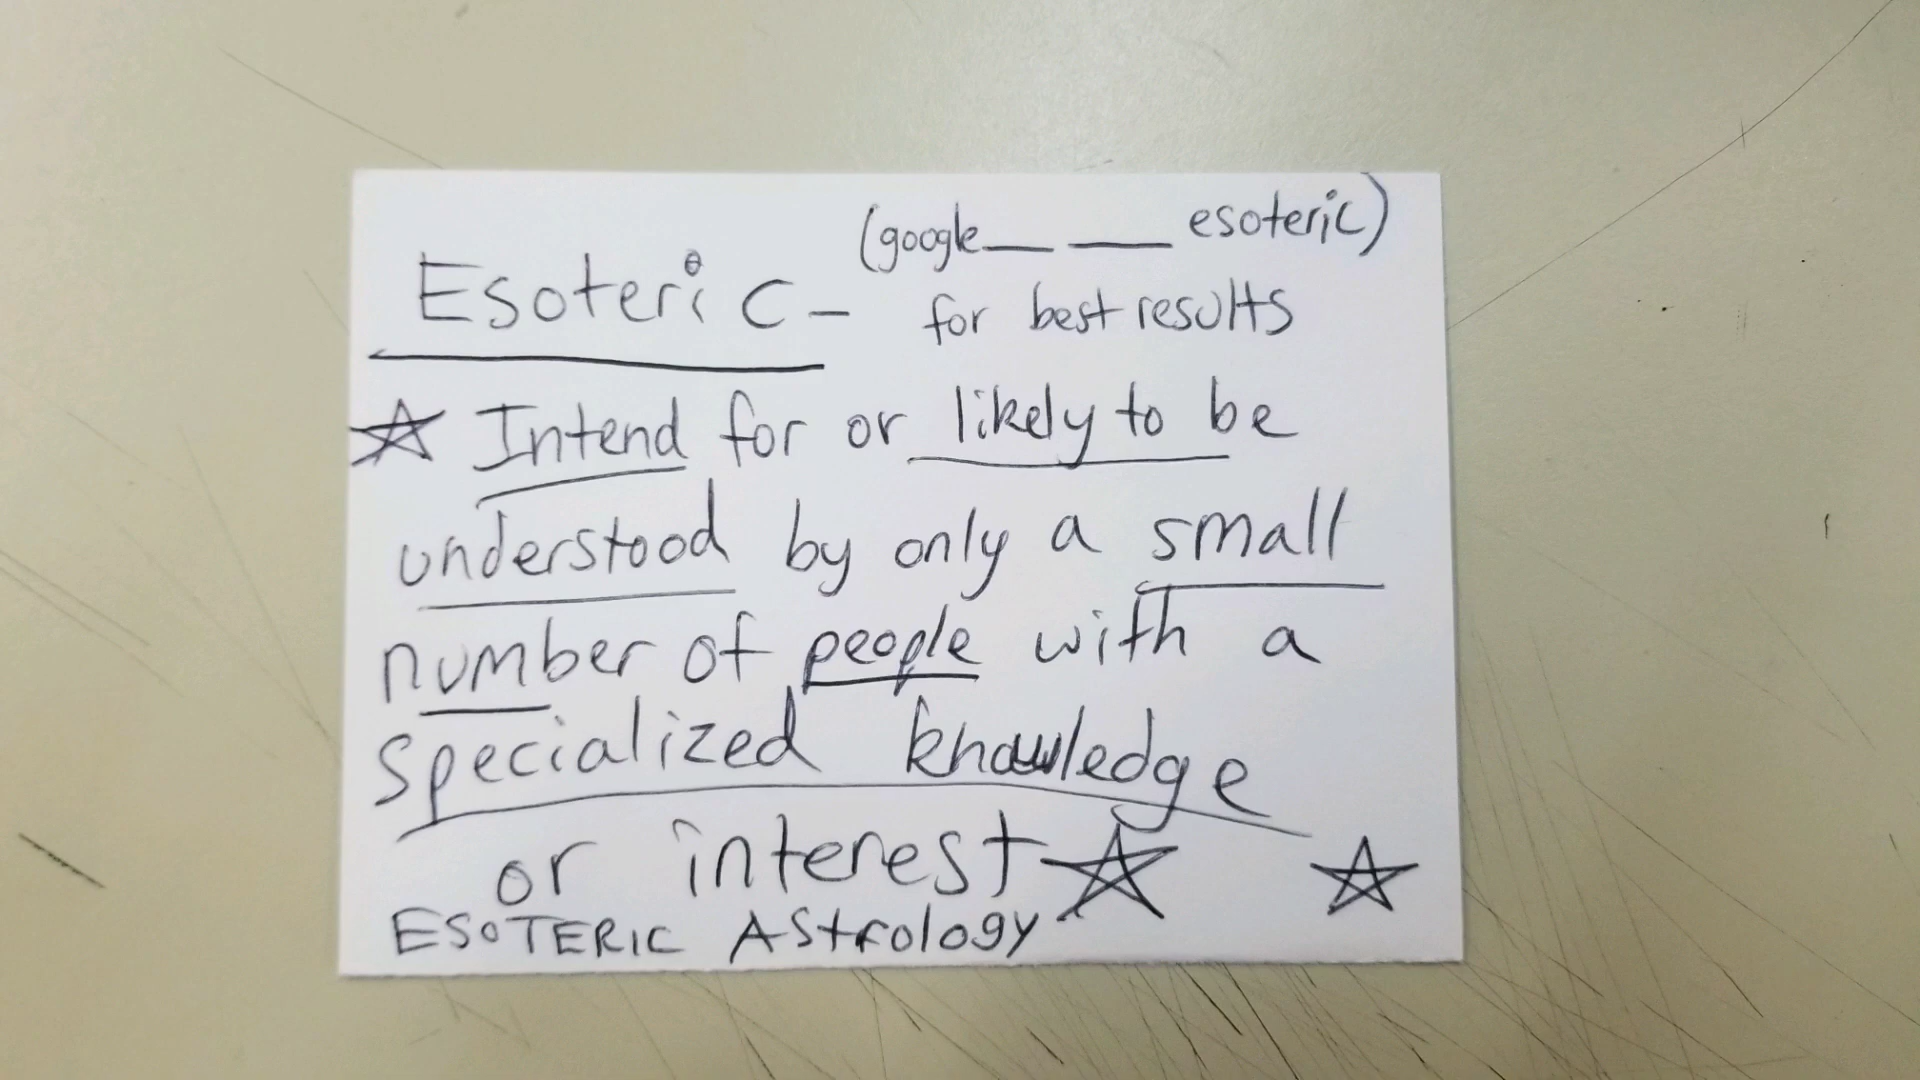 (google__ ___ esoteric)
Esoteric - for best results
☆ Intend for or likely to be
understood by only a small
number of people with a
specialized knowledge
or interest ☆ ☆
ESOTERIC AStrology